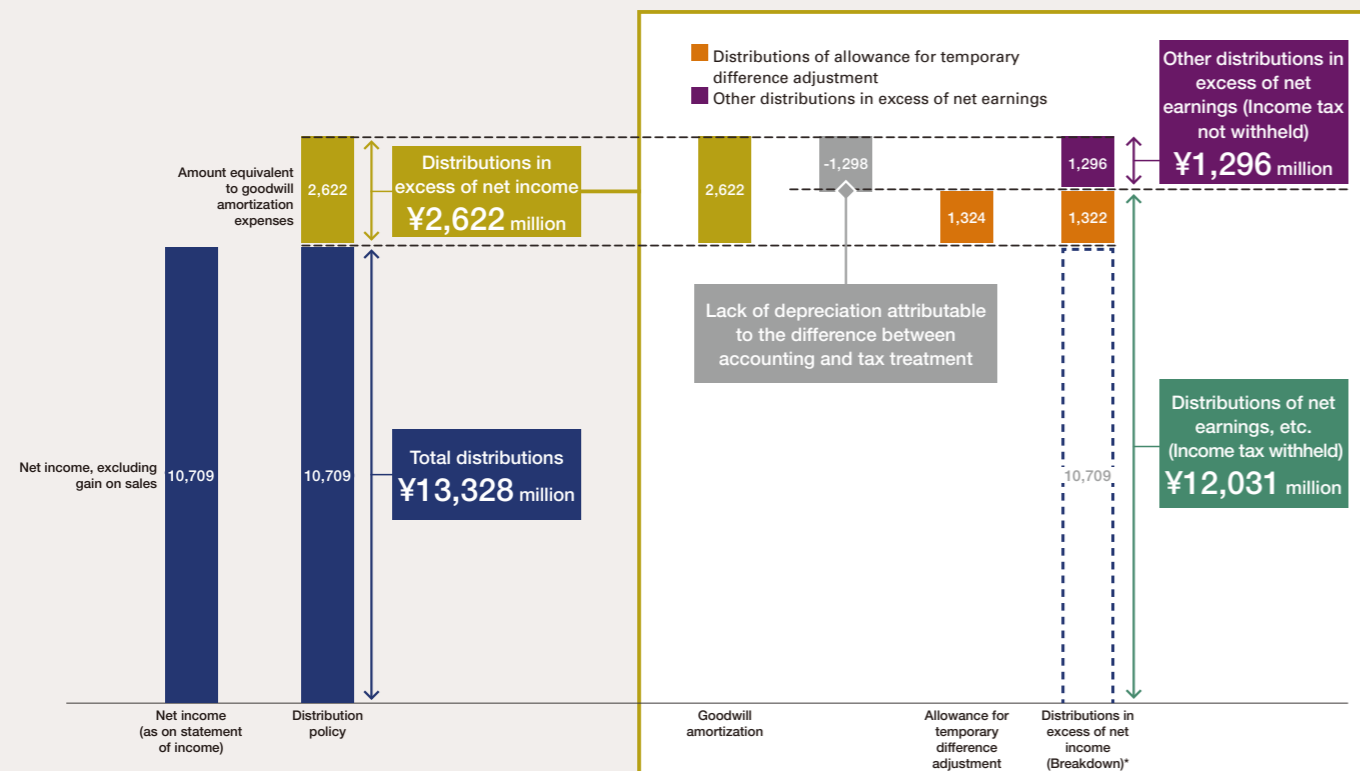 Distributions of allowance for temporary
difference adjustment
Other distributions in excess of net earnings
Other distributions in
excess of net
earnings (Income tax
not withheld)
¥1,296 million
Amount equivalent
to goodwill
amortization
expenses
2,622
Distributions in
excess of net income
¥2,622 million
2,622
-1,298
1,324
1,296
1,322
Lack of depreciation attributable
to the difference between
accounting and tax treatment
Net income, excluding
gain on sales
10,709
10,709
Total distributions
¥13,328 million
10,709
Distributions of net
earnings, etc.
(Income tax withheld)
¥12,031 million
Net income
(as on statement
of income)
Distribution
policy
Goodwill
amortization
Allowance for
temporary
difference
adjustment
Distributions in
excess of net
income
(Breakdown)*